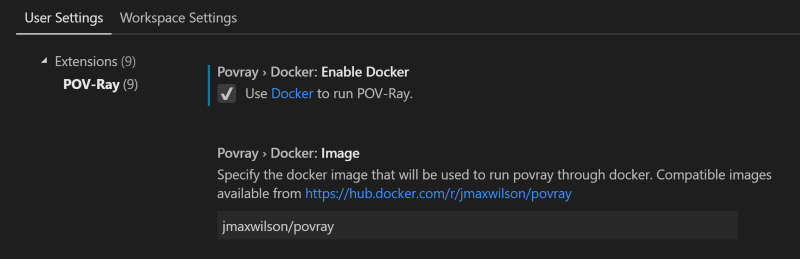 User Settings Workspace Settings
Extensions (9)
POV-Ray (9)
Povray › Docker: Enable Docker
Use Docker to run POV-Ray.
Povray › Docker: Image
Specify the docker image that will be used to run povray through docker. Compatible images
available from https://hub.docker.com/r/jmaxwilson/povray
jmaxwilson/povray